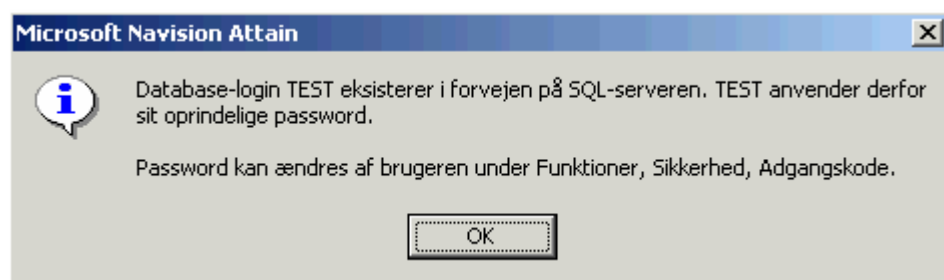 Microsoft Navision Attain
Database-login TEST eksisterer i forvejen på SQL-serveren. TEST anvender derfor
sit oprindelige password.
Password kan ændres af brugeren under Funktioner, Sikkerhed, Adgangskode.
OK